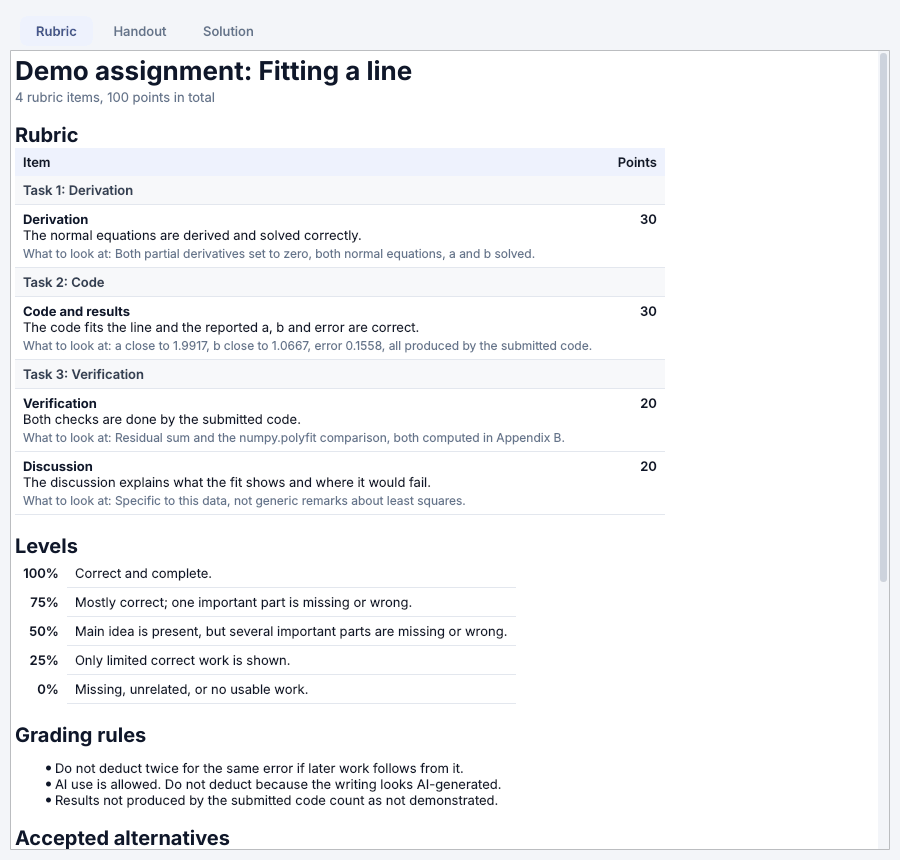 Rubric Handout Solution
Demo assignment: Fitting a line
4 rubric items, 100 points in total
Rubric
Item Points
Task 1: Derivation
Derivation 30
The normal equations are derived and solved correctly.
What to look at: Both partial derivatives set to zero, both normal equations, a and b solved.
Task 2: Code
Code and results 30
The code fits the line and the reported a, b and error are correct.
What to look at: a close to 1.9917, b close to 1.0667, error 0.1558, all produced by the submitted code.
Task 3: Verification
Verification 20
Both checks are done by the submitted code.
What to look at: Residual sum and the numpy.polyfit comparison, both computed in Appendix B.
Discussion 20
The discussion explains what the fit shows and where it would fail.
What to look at: Specific to this data, not generic remarks about least squares.
Levels
100% Correct and complete.
75% Mostly correct; one important part is missing or wrong.
50% Main idea is present, but several important parts are missing or wrong.
25% Only limited correct work is shown.
0% Missing, unrelated, or no usable work.
Grading rules
• Do not deduct twice for the same error if later work follows from it.
• AI use is allowed. Do not deduct because the writing looks AI-generated.
• Results not produced by the submitted code count as not demonstrated.
Accepted alternatives